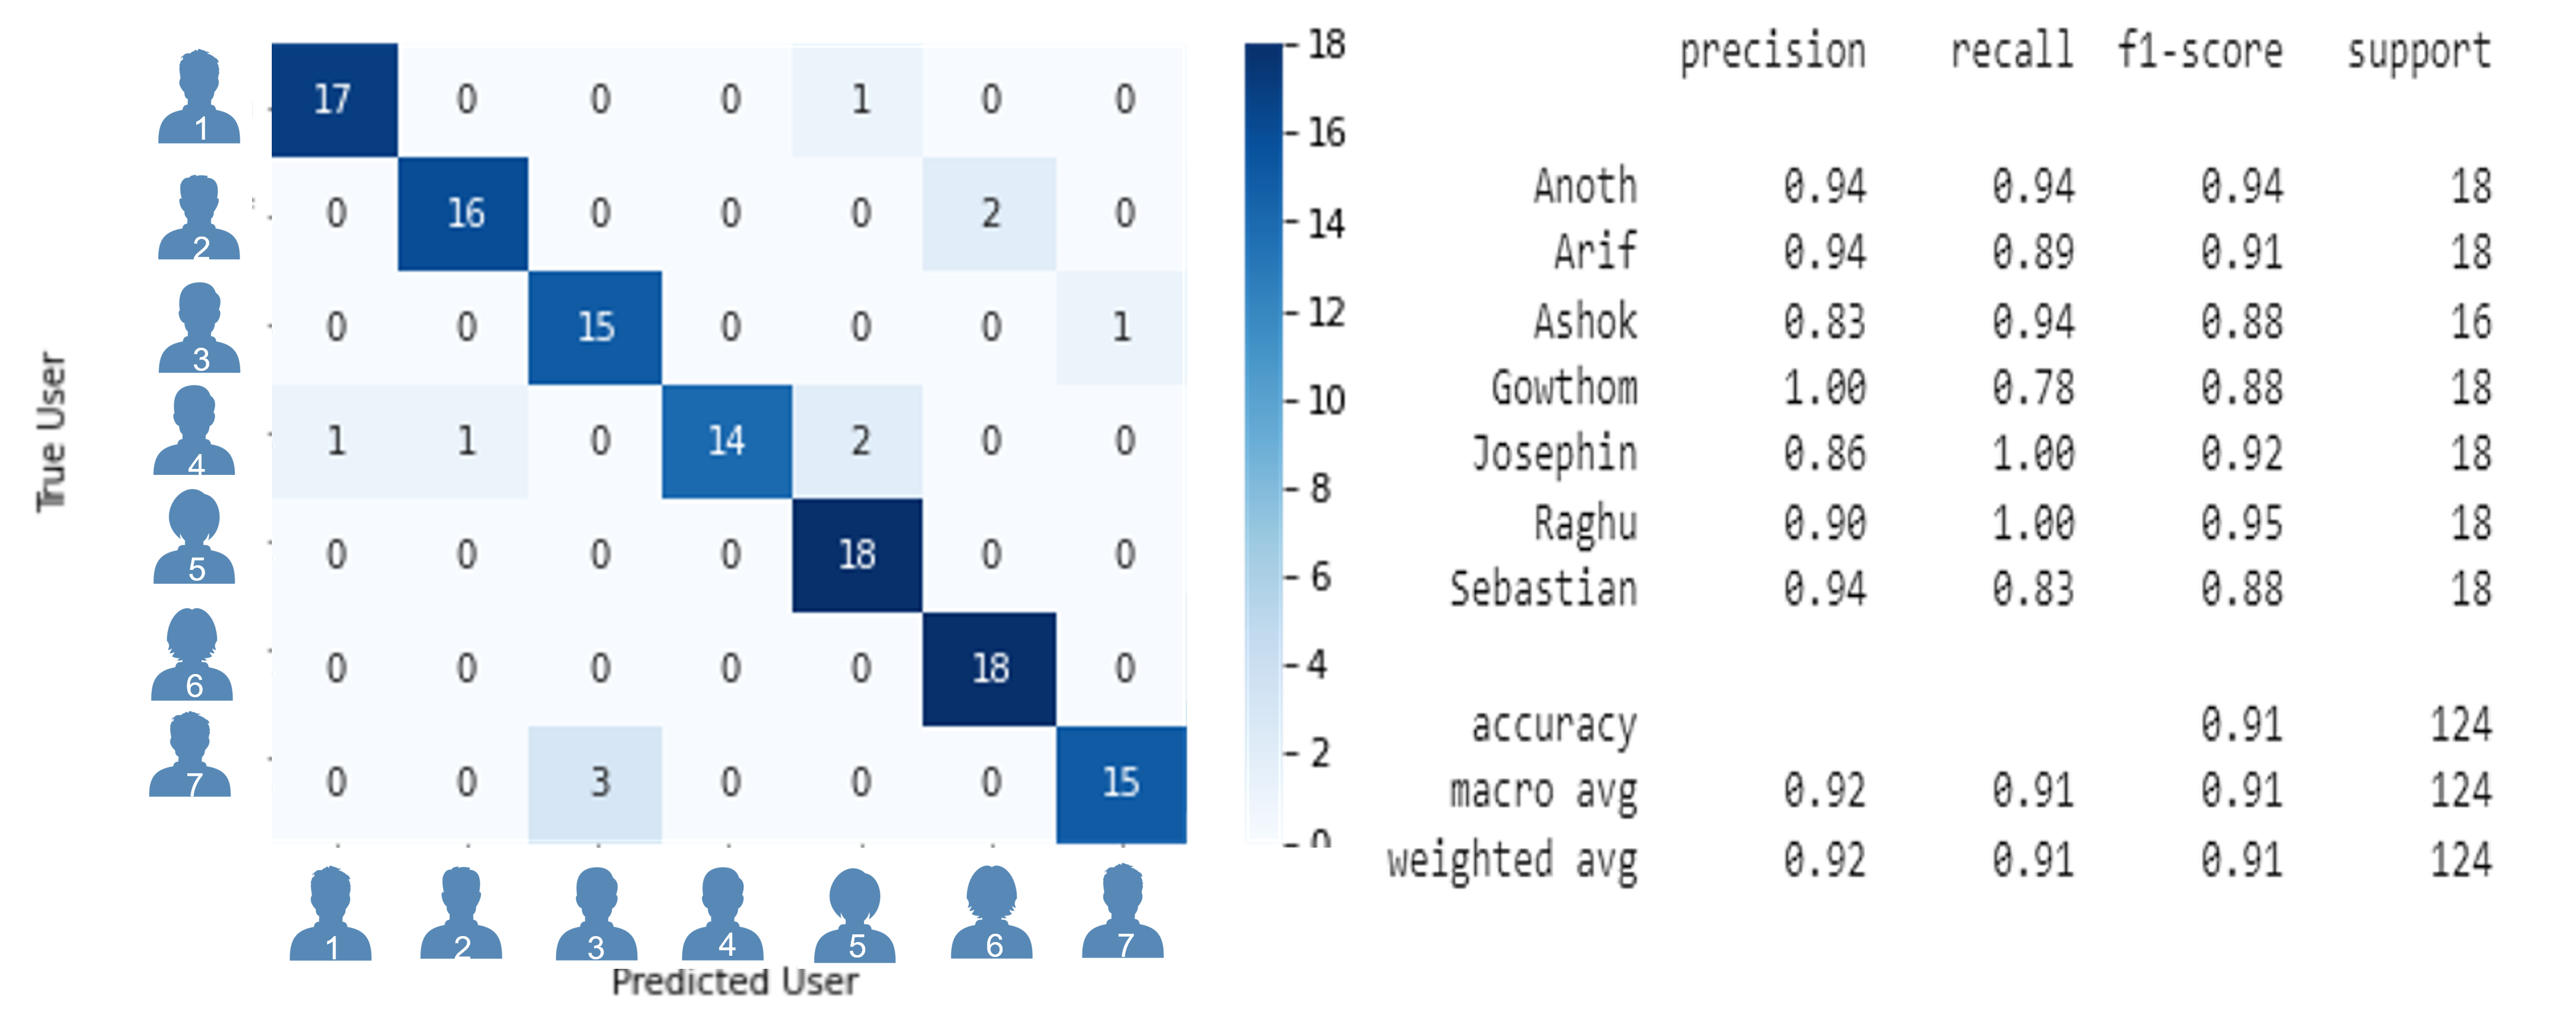 1 17 0 0 0 1 0 0
2 0 16 0 0 0 2 0
3 0 0 15 0 0 0 1
4 1 1 0 14 2 0 0
5 0 0 0 0 18 0 0
6 0 0 0 0 0 18 0
7 0 0 3 0 0 0 15
1 2 3 4 5 6 7
True User
Predicted User
18
16
14
12
10
8
6
4
2
0
precision recall f1-score support
Anoth 0.94 0.94 0.94 18
Arif 0.94 0.89 0.91 18
Ashok 0.83 0.94 0.88 16
Gowthom 1.00 0.78 0.88 18
Josephin 0.86 1.00 0.92 18
Raghu 0.90 1.00 0.95 18
Sebastian 0.94 0.83 0.88 18
accuracy 0.91 124
macro avg 0.92 0.91 0.91 124
weighted avg 0.92 0.91 0.91 124